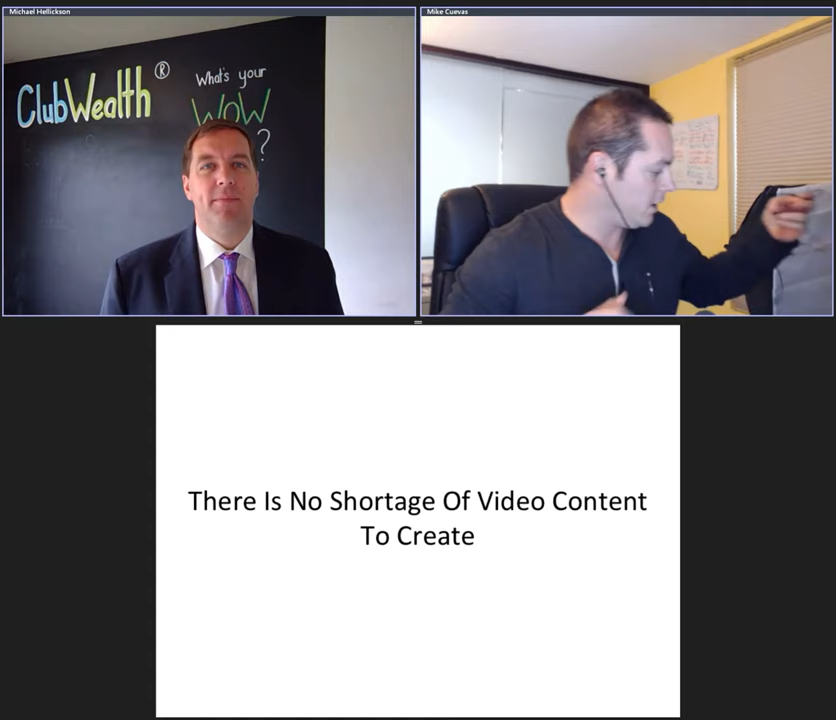 Michael Hellickson
Mike Cuevas
ClubWealth®
What's your
WOW
?
There Is No Shortage Of Video Content
To Create